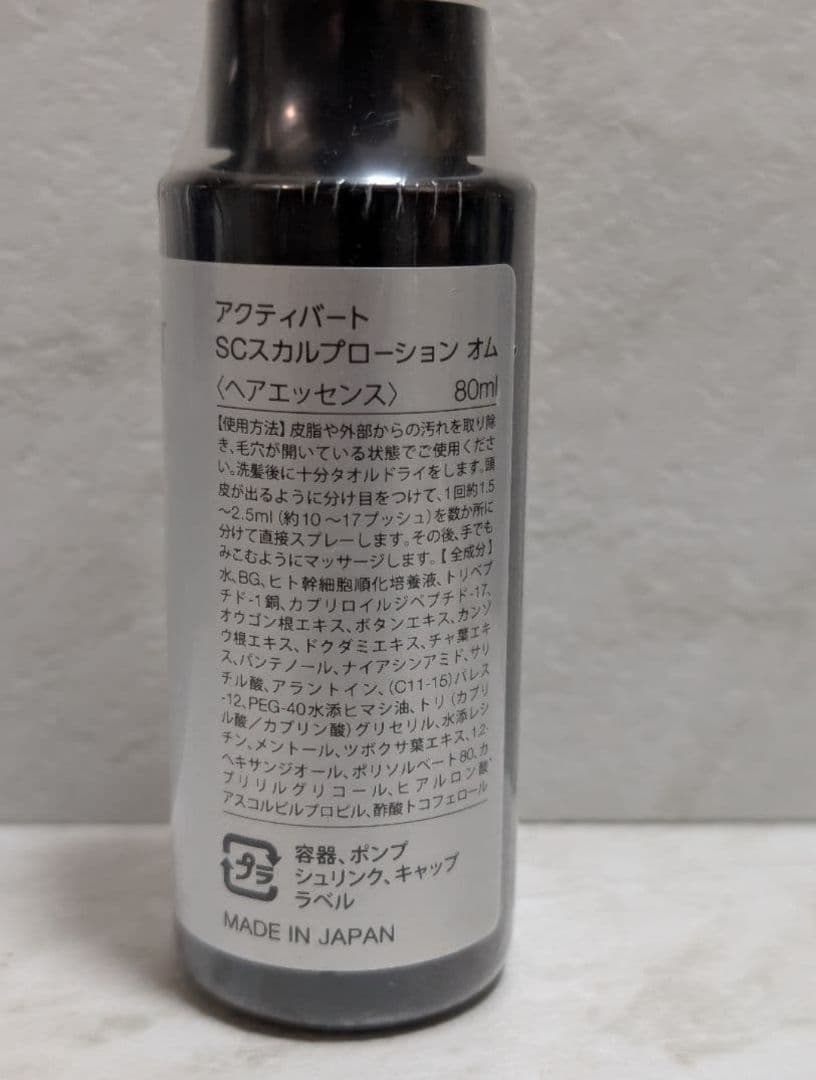 アクティバート
SCスカルプローション オム
〈ヘアエッセンス〉 80ml
【使用方法】皮脂や外部からの汚れを取り除
き、毛穴が開いている状態でご使用くださ
い。洗髪後に十分タオルドライをします。頭
皮が出るように分け目をつけて、1回約1.5
～2.5ml（約10～17プッシュ）を数か所に
分けて直接スプレーします。その後、手でも
みこむようにマッサージします。【全成分】
水、BG、ヒト幹細胞順化培養液、トリペプ
チド-1銅、カプリロイルジペプチド-17、
オウゴン根エキス、ボタンエキス、カンゾ
ウ根エキス、ドクダミエキス、チャ葉エキ
ス、パンテノール、ナイアシンアミド、サリ
チル酸、アラントイン、(C11-15)パレス
-12、PEG-40水添ヒマシ油、トリ（カプリ
ル酸／カプリン酸）グリセリル、水添レシ
チン、メントール、ツボクサ葉エキス、1,2-
ヘキサンジオール、ポリソルベート80、カ
プリリルグリコール、ヒアルロン酸、
アスコルビルプロピル、酢酸トコフェロール
プラ
容器、ポンプ
シュリンク、キャップ
ラベル
MADE IN JAPAN